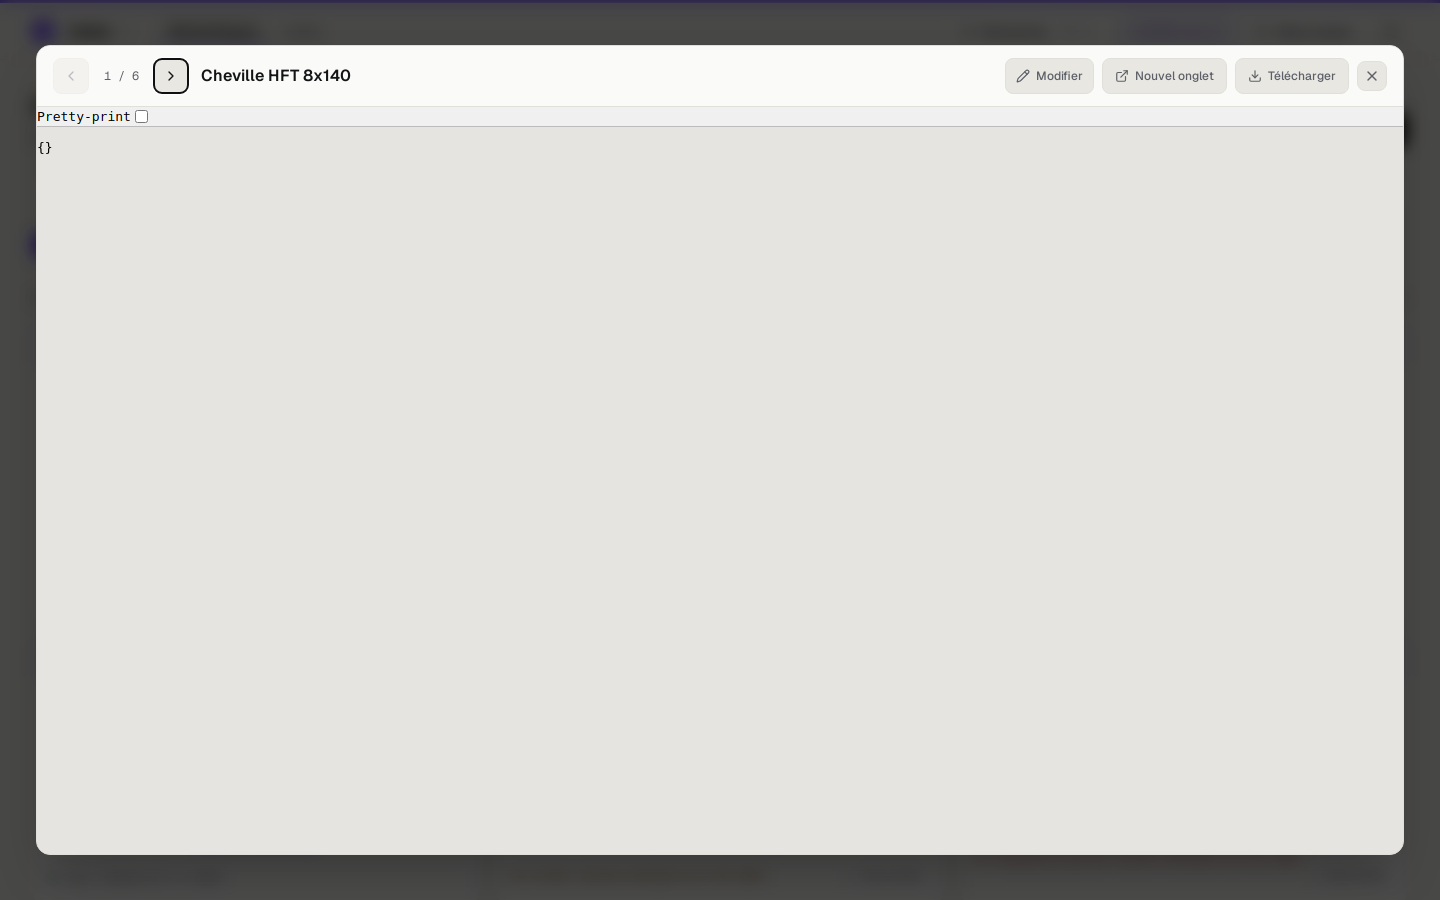 1 / 6
Cheville HFT 8x140
Modifier
Nouvel onglet
Télécharger
Pretty-print
{}